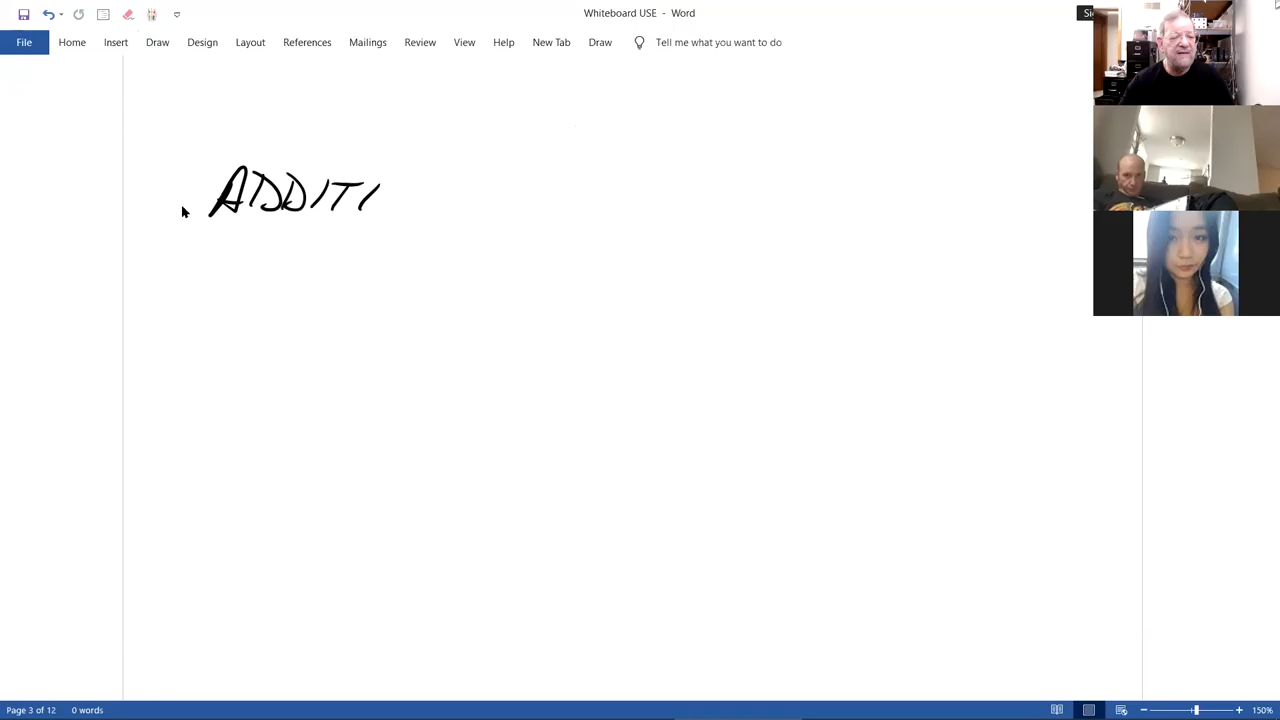 Whiteboard USE - Word
File Home Insert Draw Design Layout References Mailings Review View Help New Tab Draw Tell me what you want to do
ADDITI
Page 3 of 12 0 words 150%